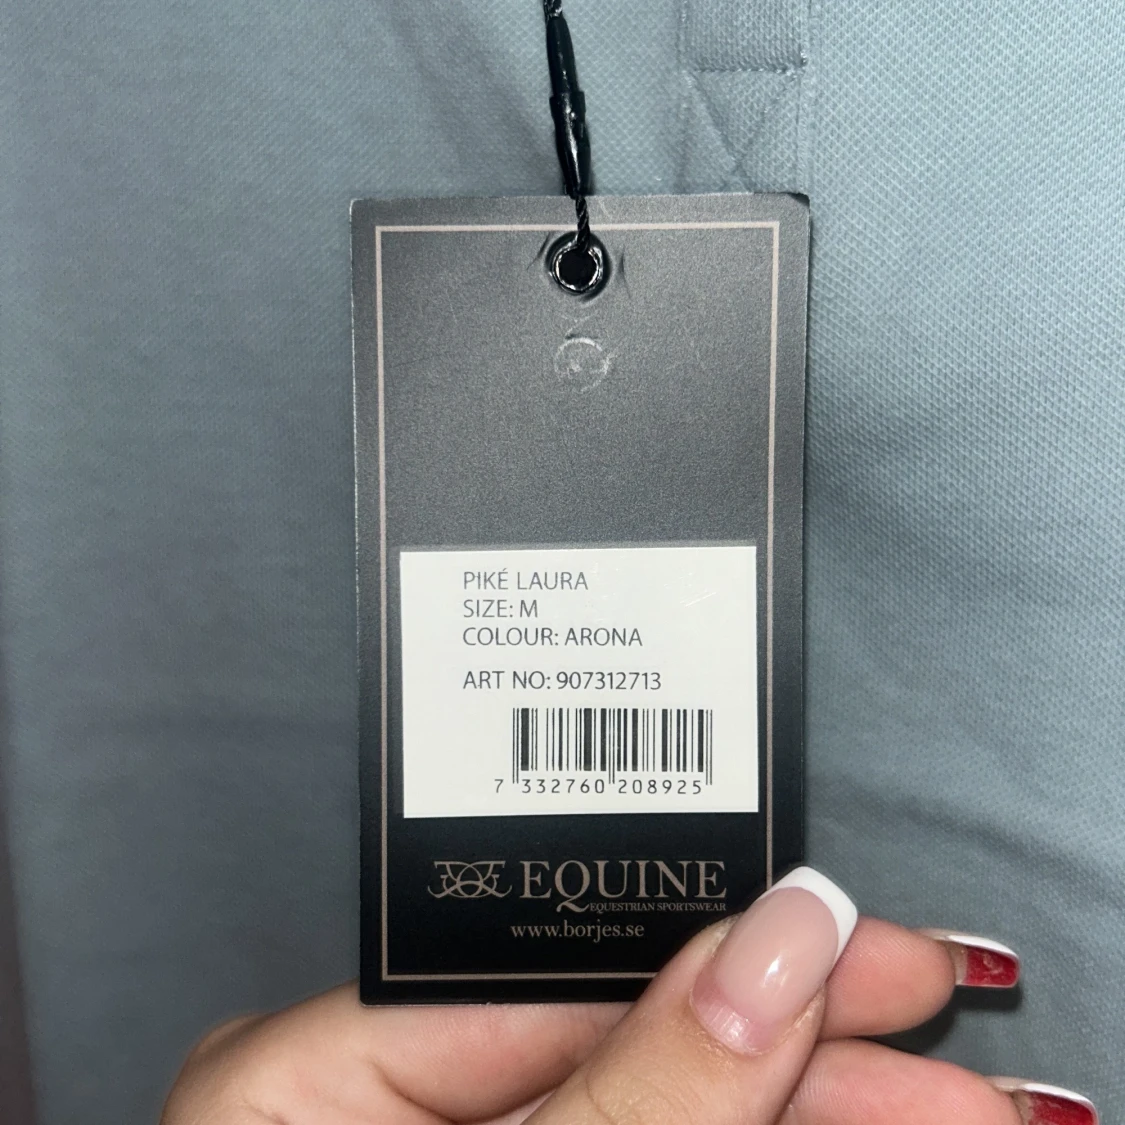 PIKÉ LAURA
SIZE: M
COLOUR: ARONA
ART NO: 907312713
7 332760 208925
EQUINE
EQUESTRIAN SPORTSWEAR
www.borjes.se